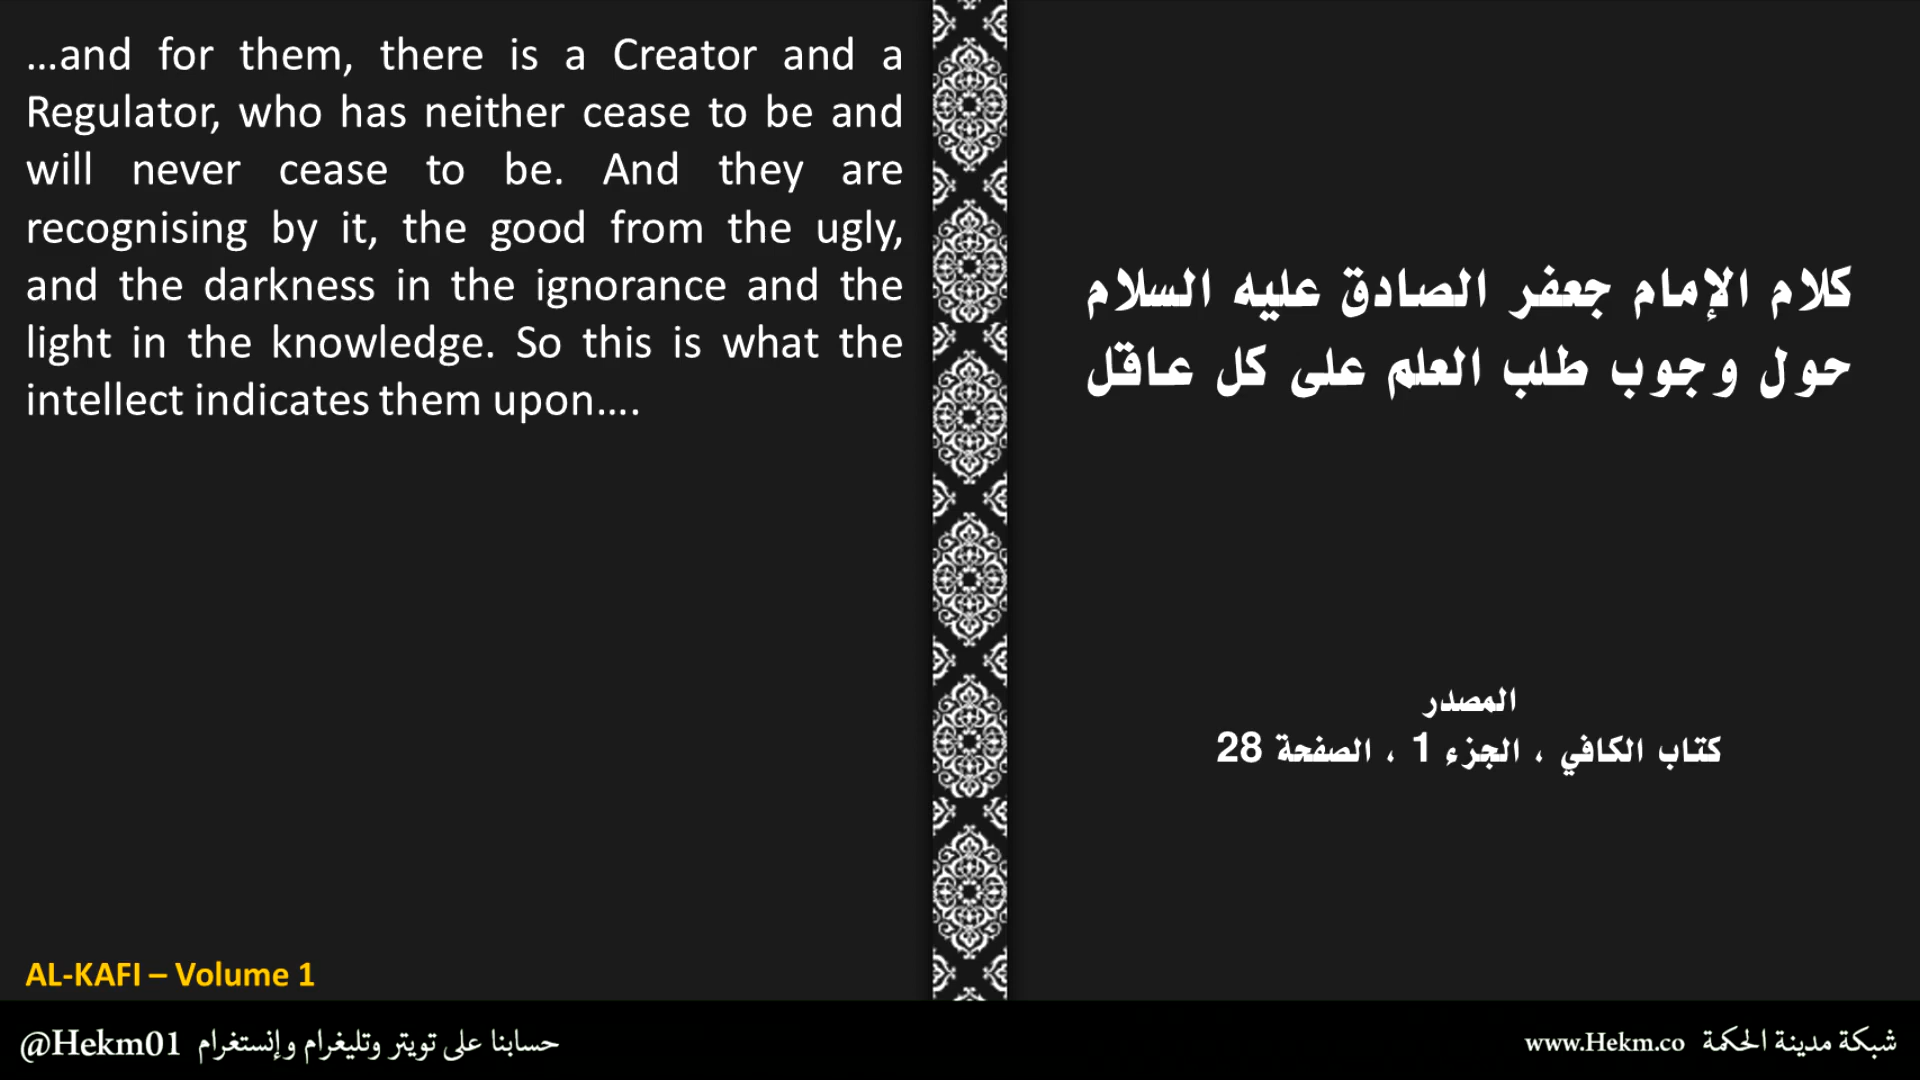 …and for them, there is a Creator and a
Regulator, who has neither cease to be and
will never cease to be. And they are
recognising by it, the good from the ugly,
and the darkness in the ignorance and the
light in the knowledge. So this is what the
intellect indicates them upon….
AL-KAFI – Volume 1
كلام الإمام جعفر الصادق عليه السلام
حول وجوب طلب العلم على كل عاقل
المصدر
كتاب الكافي ، الجزء 1 ، الصفحة 28
@Hekm01 حسابنا على تويتر وتليغرام وإنستغرام
www.Hekm.co شبكة مدينة الحكمة